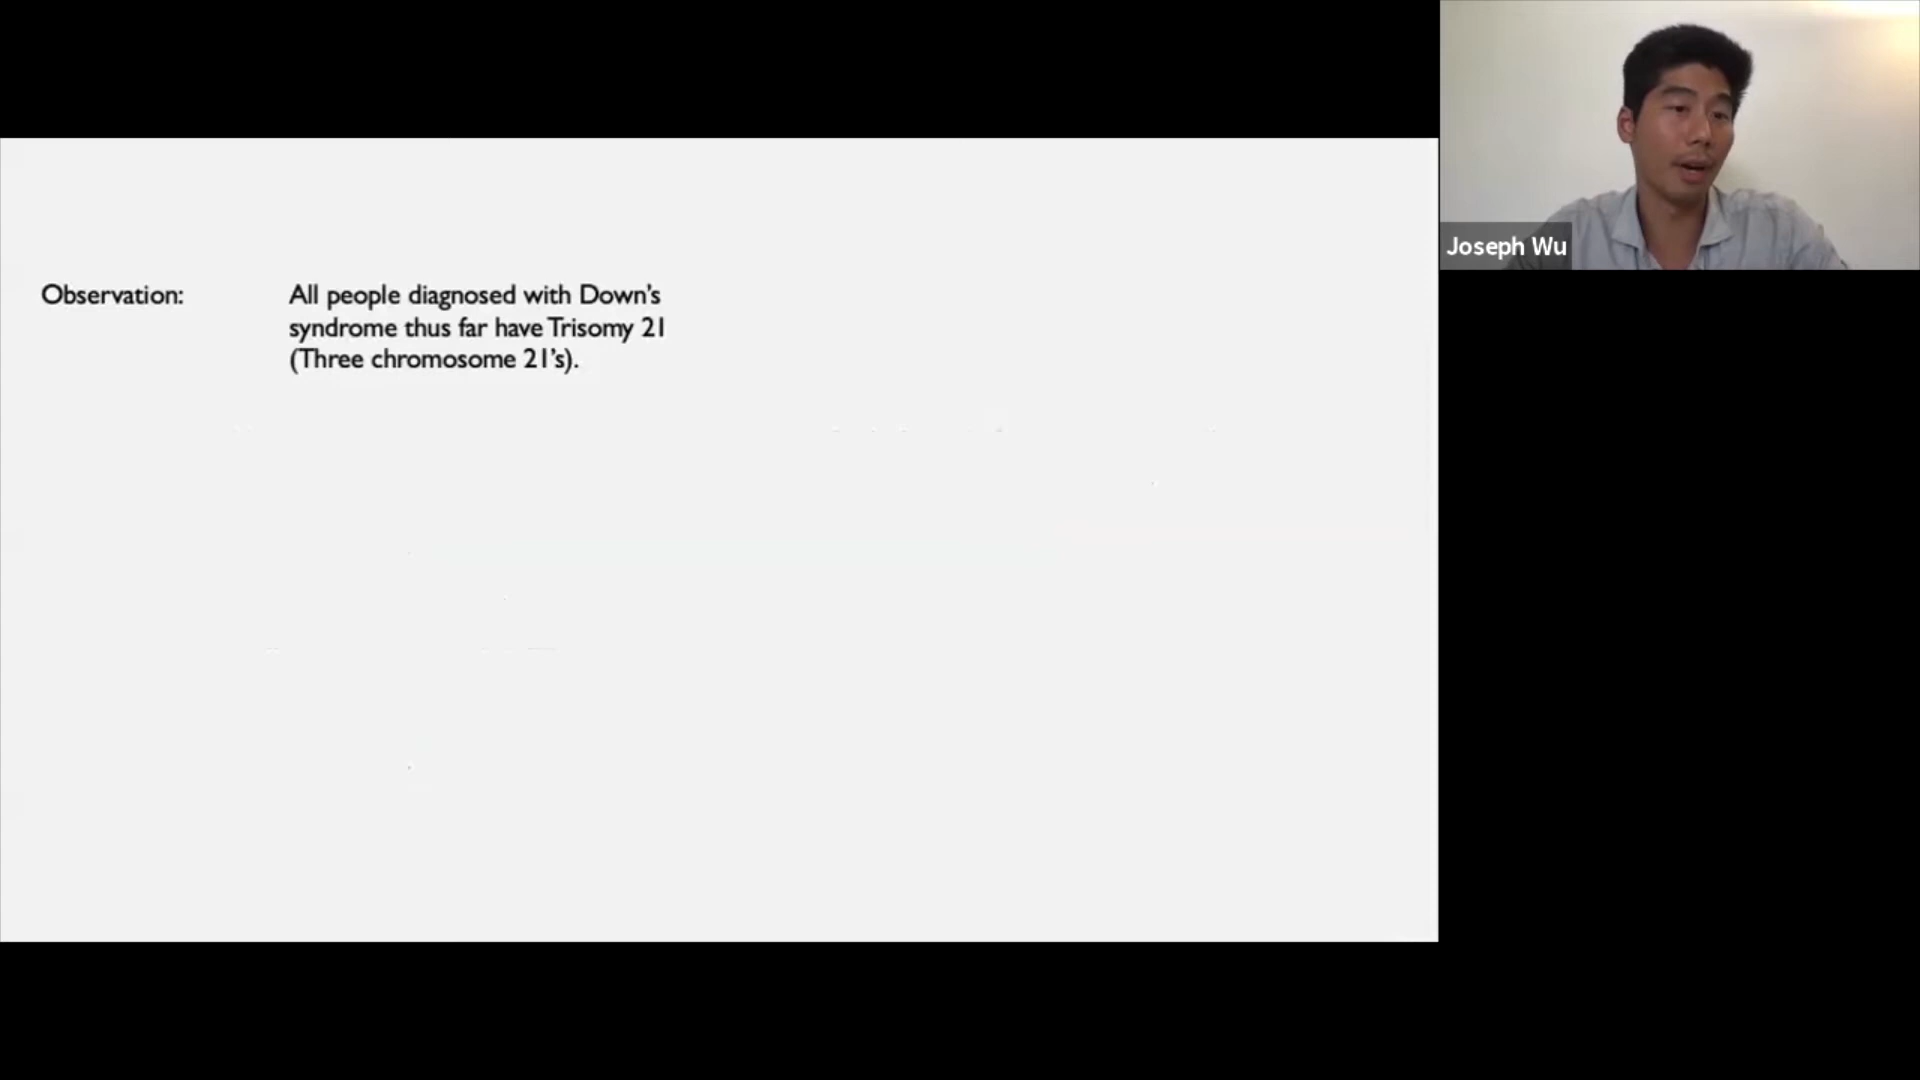 Observation: All people diagnosed with Down's
syndrome thus far have Trisomy 21
(Three chromosome 21's).
Joseph Wu